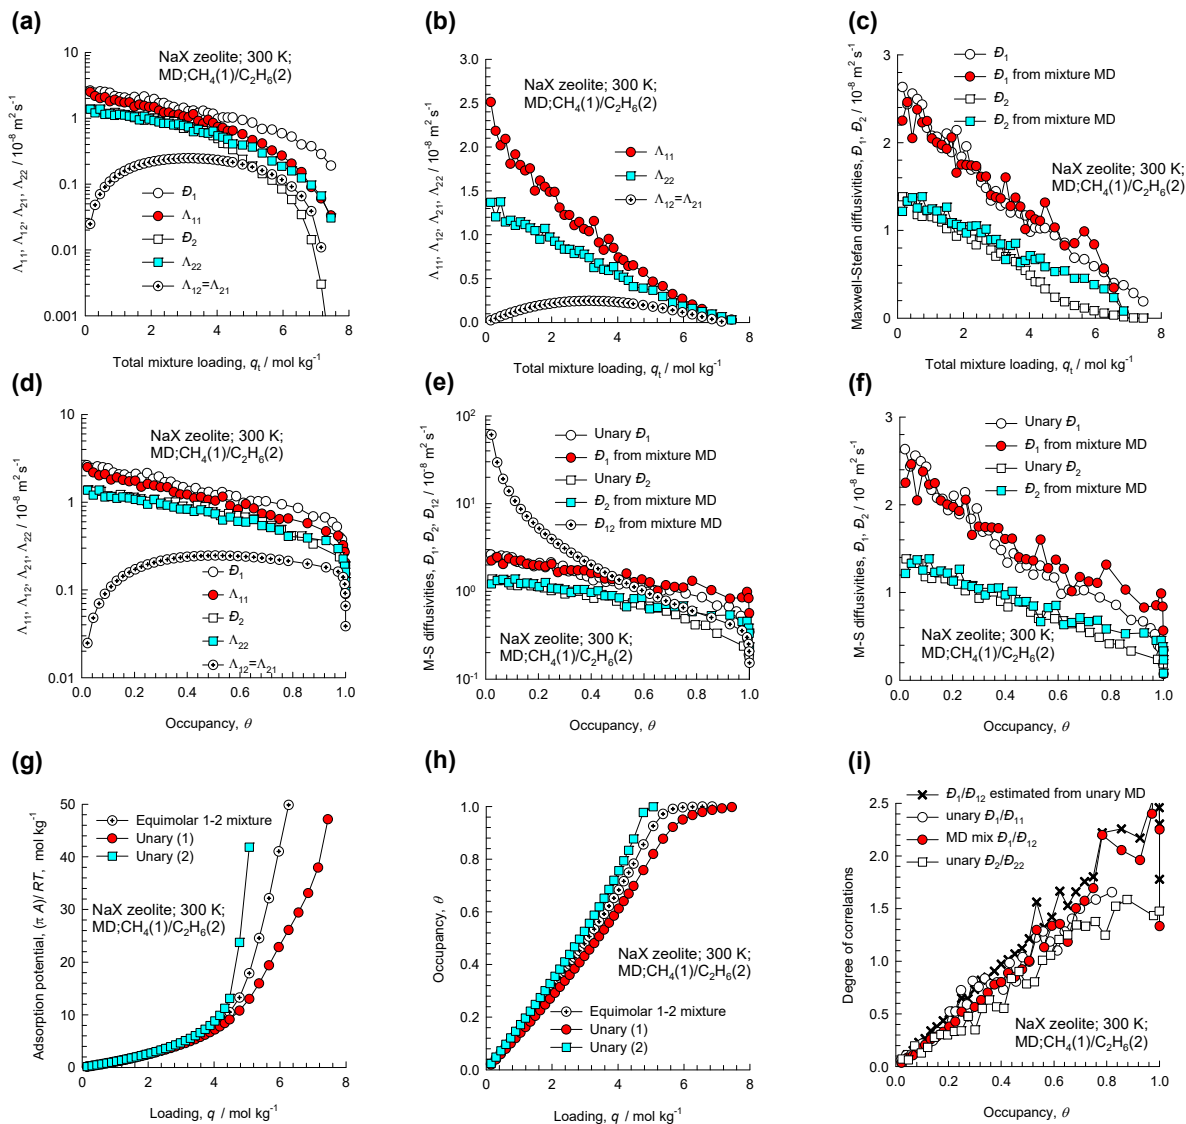 (a)
NaX zeolite; 300 K;
MD;CH4(1)/C2H6(2)
10
1
0.1
0.01
0.001
0 2 4 6 8
Đ1
Λ11
Đ2
Λ22
Λ12=Λ21
Λ11, Λ12, Λ21, Λ22 / 10-8 m2 s-1
Total mixture loading, qt / mol kg-1
(b)
NaX zeolite; 300 K;
MD;CH4(1)/C2H6(2)
3.0
2.5
2.0
1.5
1.0
0.5
0.0
0 2 4 6 8
Λ11
Λ22
Λ12=Λ21
Λ11, Λ12, Λ21, Λ22 / 10-8 m2 s-1
Total mixture loading, qt / mol kg-1
(c)
Đ1
Đ1 from mixture MD
Đ2
Đ2 from mixture MD
NaX zeolite; 300 K;
MD;CH4(1)/C2H6(2)
3
2
1
0
0 2 4 6 8
Maxwell-Stefan diffusivities, Đ1, Đ2 / 10-8 m2 s-1
Total mixture loading, qt / mol kg-1
(d)
NaX zeolite; 300 K;
MD;CH4(1)/C2H6(2)
10
1
0.1
0.01
0.0 0.2 0.4 0.6 0.8 1.0
Đ1
Λ11
Đ2
Λ22
Λ12=Λ21
Λ11, Λ12, Λ21, Λ22 / 10-8 m2 s-1
Occupancy, θ
(e)
Unary Đ1
Đ1 from mixture MD
Unary Đ2
Đ2 from mixture MD
Đ12 from mixture MD
NaX zeolite; 300 K;
MD;CH4(1)/C2H6(2)
102
101
100
10-1
0.0 0.2 0.4 0.6 0.8 1.0
M-S diffusivities, Đ1, Đ2, Đ12 / 10-8 m2 s-1
Occupancy, θ
(f)
Unary Đ1
Đ1 from mixture MD
Unary Đ2
Đ2 from mixture MD
NaX zeolite; 300 K;
MD;CH4(1)/C2H6(2)
3
2
1
0
0.0 0.2 0.4 0.6 0.8 1.0
M-S diffusivities, Đ1, Đ2 / 10-8 m2 s-1
Occupancy, θ
(g)
Equimolar 1-2 mixture
Unary (1)
Unary (2)
NaX zeolite; 300 K;
MD;CH4(1)/C2H6(2)
50
40
30
20
10
0
0 2 4 6 8
Adsorption potential, (π A)/ RT, mol kg-1
Loading, q / mol kg-1
(h)
NaX zeolite; 300 K;
MD;CH4(1)/C2H6(2)
Equimolar 1-2 mixture
Unary (1)
Unary (2)
1.0
0.8
0.6
0.4
0.2
0.0
0 2 4 6 8
Occupancy, θ
Loading, q / mol kg-1
(i)
Đ1/Đ12 estimated from unary MD
unary Đ1/Đ11
MD mix Đ1/Đ12
unary Đ2/Đ22
NaX zeolite; 300 K;
MD;CH4(1)/C2H6(2)
2.5
2.0
1.5
1.0
0.5
0.0
0.0 0.2 0.4 0.6 0.8 1.0
Degree of correlations
Occupancy, θ